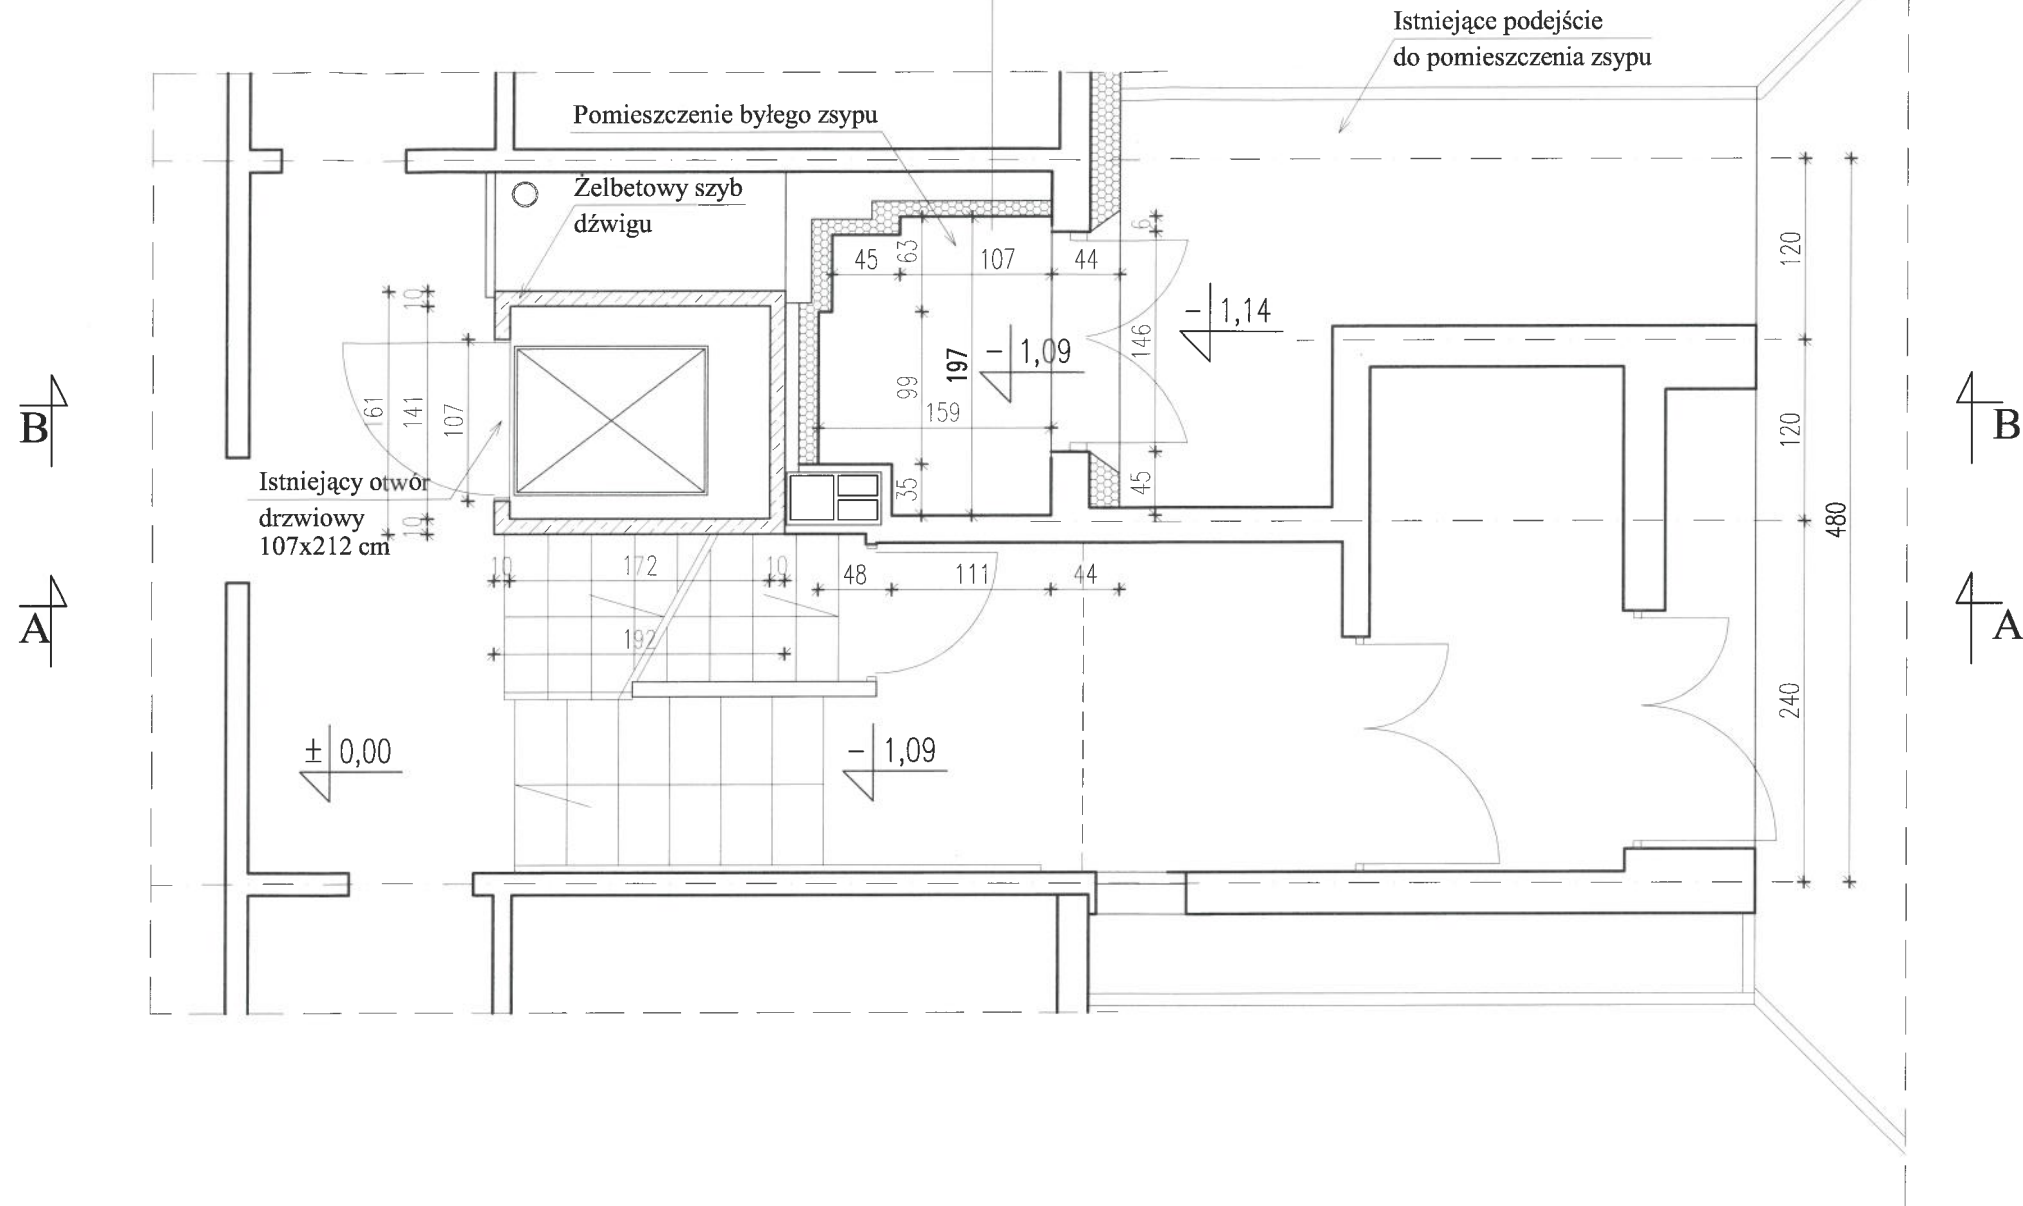 Istniejące podejście
do pomieszczenia zsypu
Pomieszczenie byłego zsypu
Żelbetowy szyb
dźwigu
6
45
63
107
44
120
10
- 1,14
146
197
- 1,09
99
159
161
141
107
120
B
B
Istniejący otwór
drzwiowy
107x212 cm
35
45
480
10
10
172
10
48
111
44
A
192
A
240
± 0,00
- 1,09